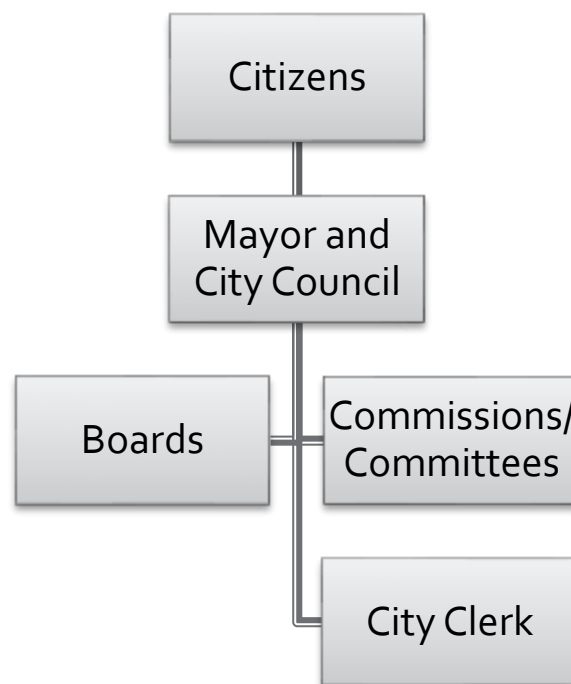 Citizens
Mayor and
City Council
Boards
Commissions/
Committees
City Clerk